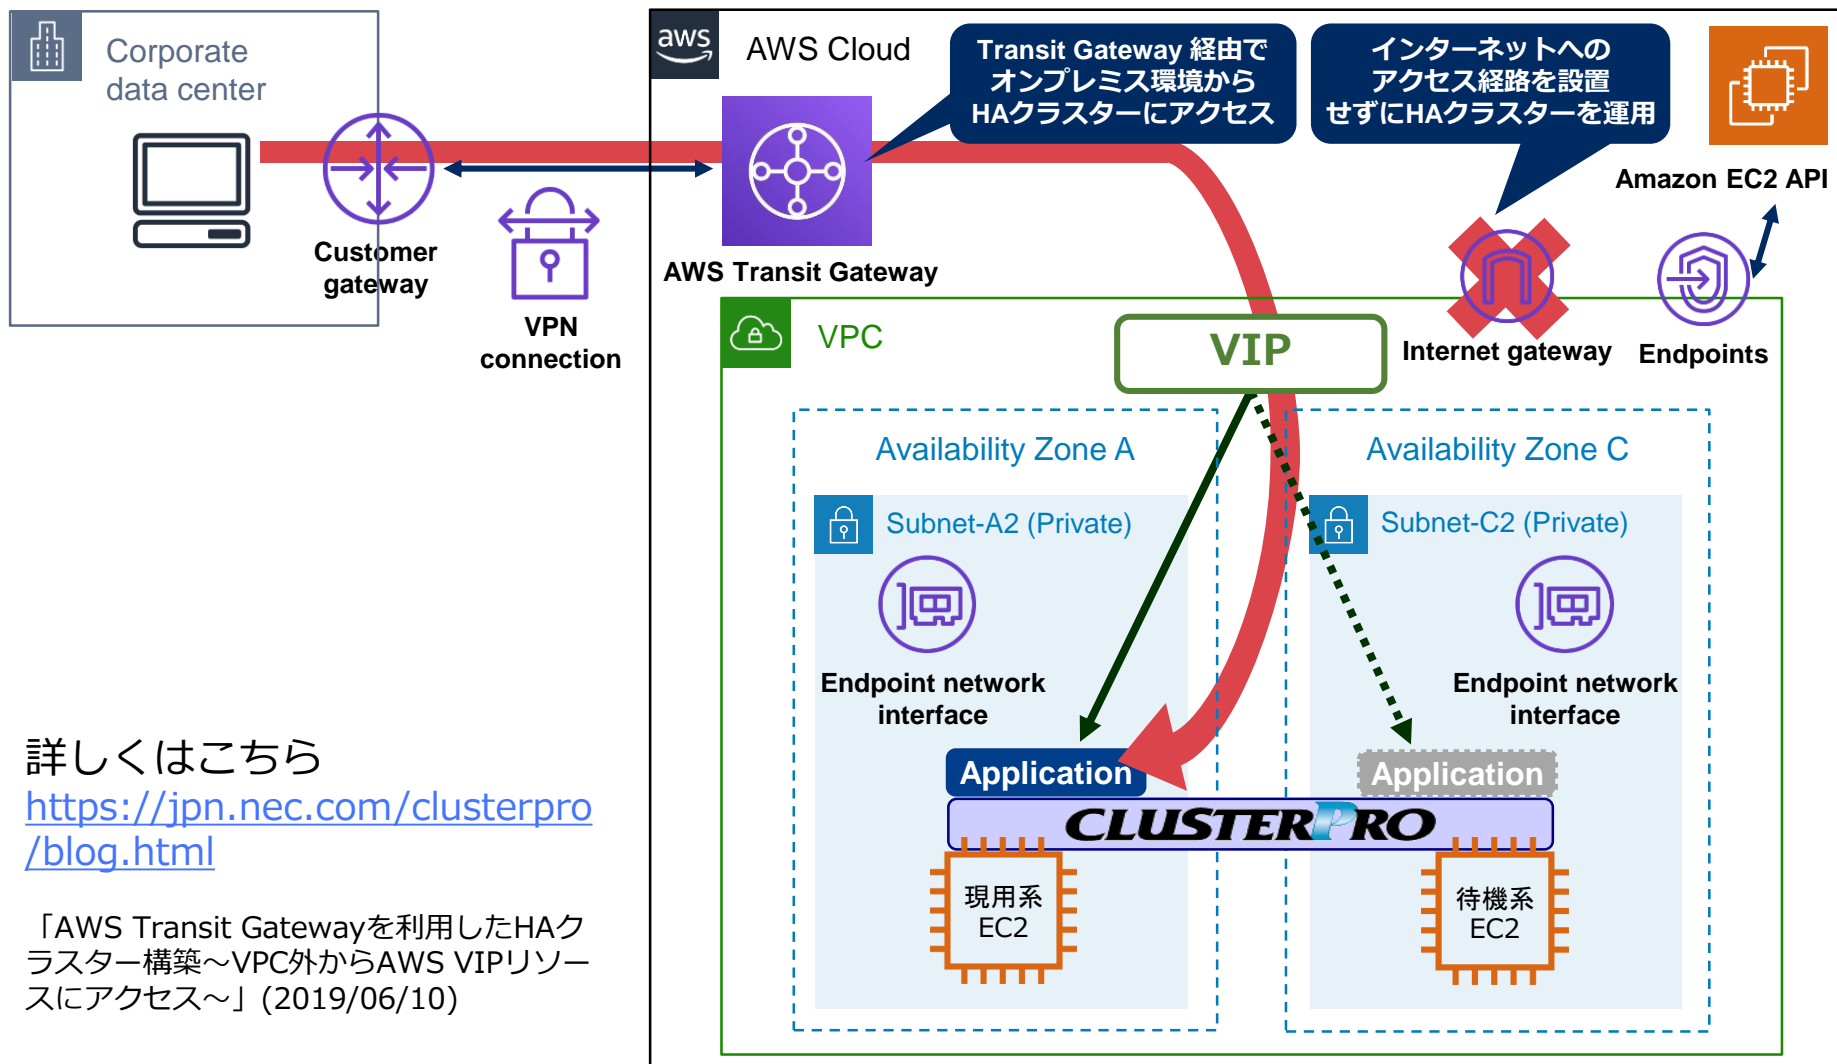 Corporate
data center
aws
AWS Cloud
Transit Gateway 経由で
オンプレミス環境から
HAクラスターにアクセス
インターネットへの
アクセス経路を設置
せずにHAクラスターを運用
Amazon EC2 API
Customer
gateway
VPN
connection
AWS Transit Gateway
Internet gateway
Endpoints
VPC
VIP
Availability Zone A
Availability Zone C
Subnet-A2 (Private)
Subnet-C2 (Private)
Endpoint network
interface
Endpoint network
interface
Application
Application
CLUSTERPRO
現用系
EC2
待機系
EC2
詳しくはこちら
https://jpn.nec.com/clusterpro
/blog.html
「AWS Transit Gatewayを利用したHAク
ラスター構築～VPC外からAWS VIPリソー
スにアクセス～」(2019/06/10)